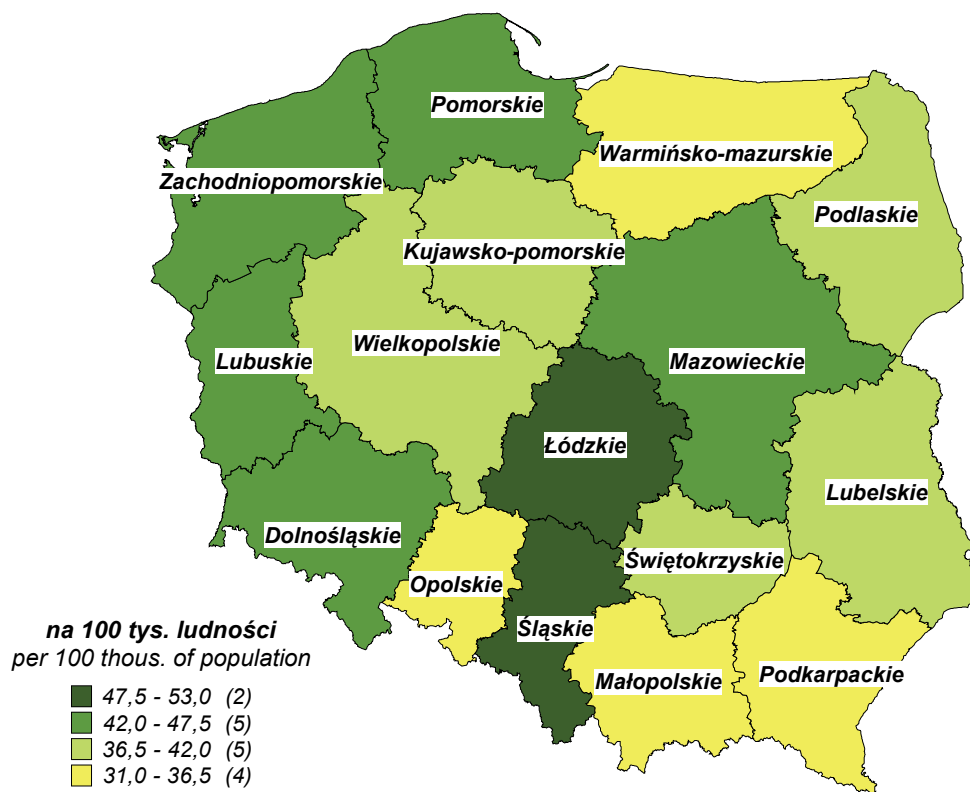 Pomorskie
Warmińsko-mazurskie
Zachodniopomorskie
Podlaskie
Kujawsko-pomorskie
Wielkopolskie
Lubuskie
Mazowieckie
Łódzkie
Lubelskie
Dolnośląskie
Świętokrzyskie
Opolskie
Śląskie
Małopolskie
Podkarpackie
na 100 tys. ludności
per 100 thous. of population
47,5 - 53,0 (2)
42,0 - 47,5 (5)
36,5 - 42,0 (5)
31,0 - 36,5 (4)